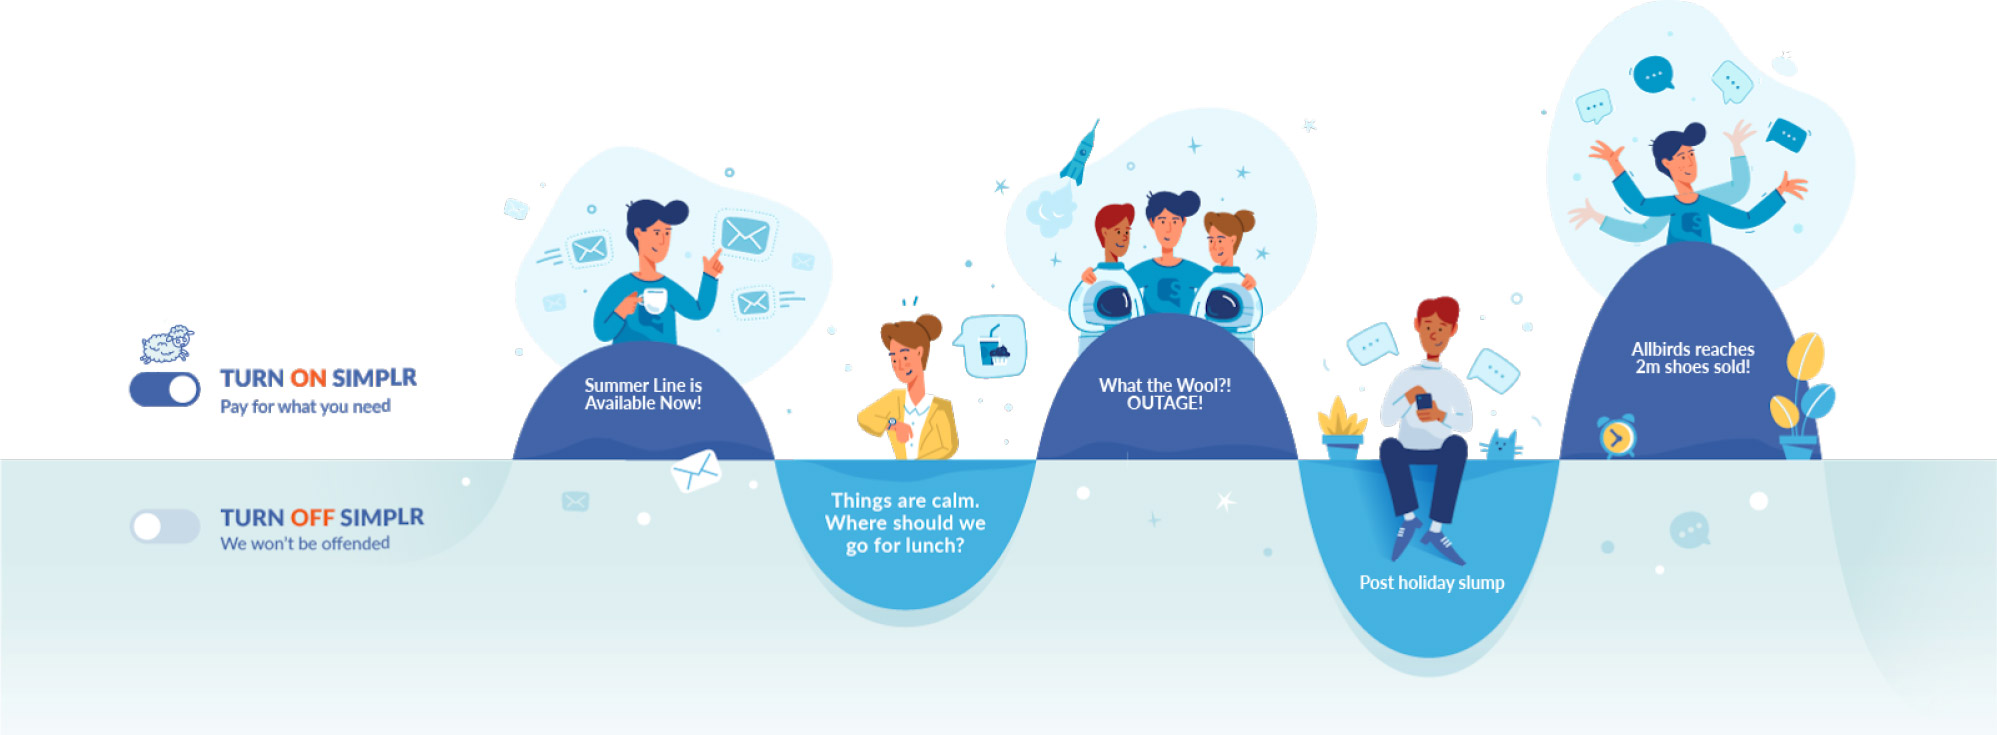 TURN ON SIMPLR
Pay for what you need
TURN OFF SIMPLR
We won't be offended
Summer Line is
Available Now!
Things are calm.
Where should we
go for lunch?
What the Wool?!
OUTAGE!
Post holiday slump
Allbirds reaches
2m shoes sold!